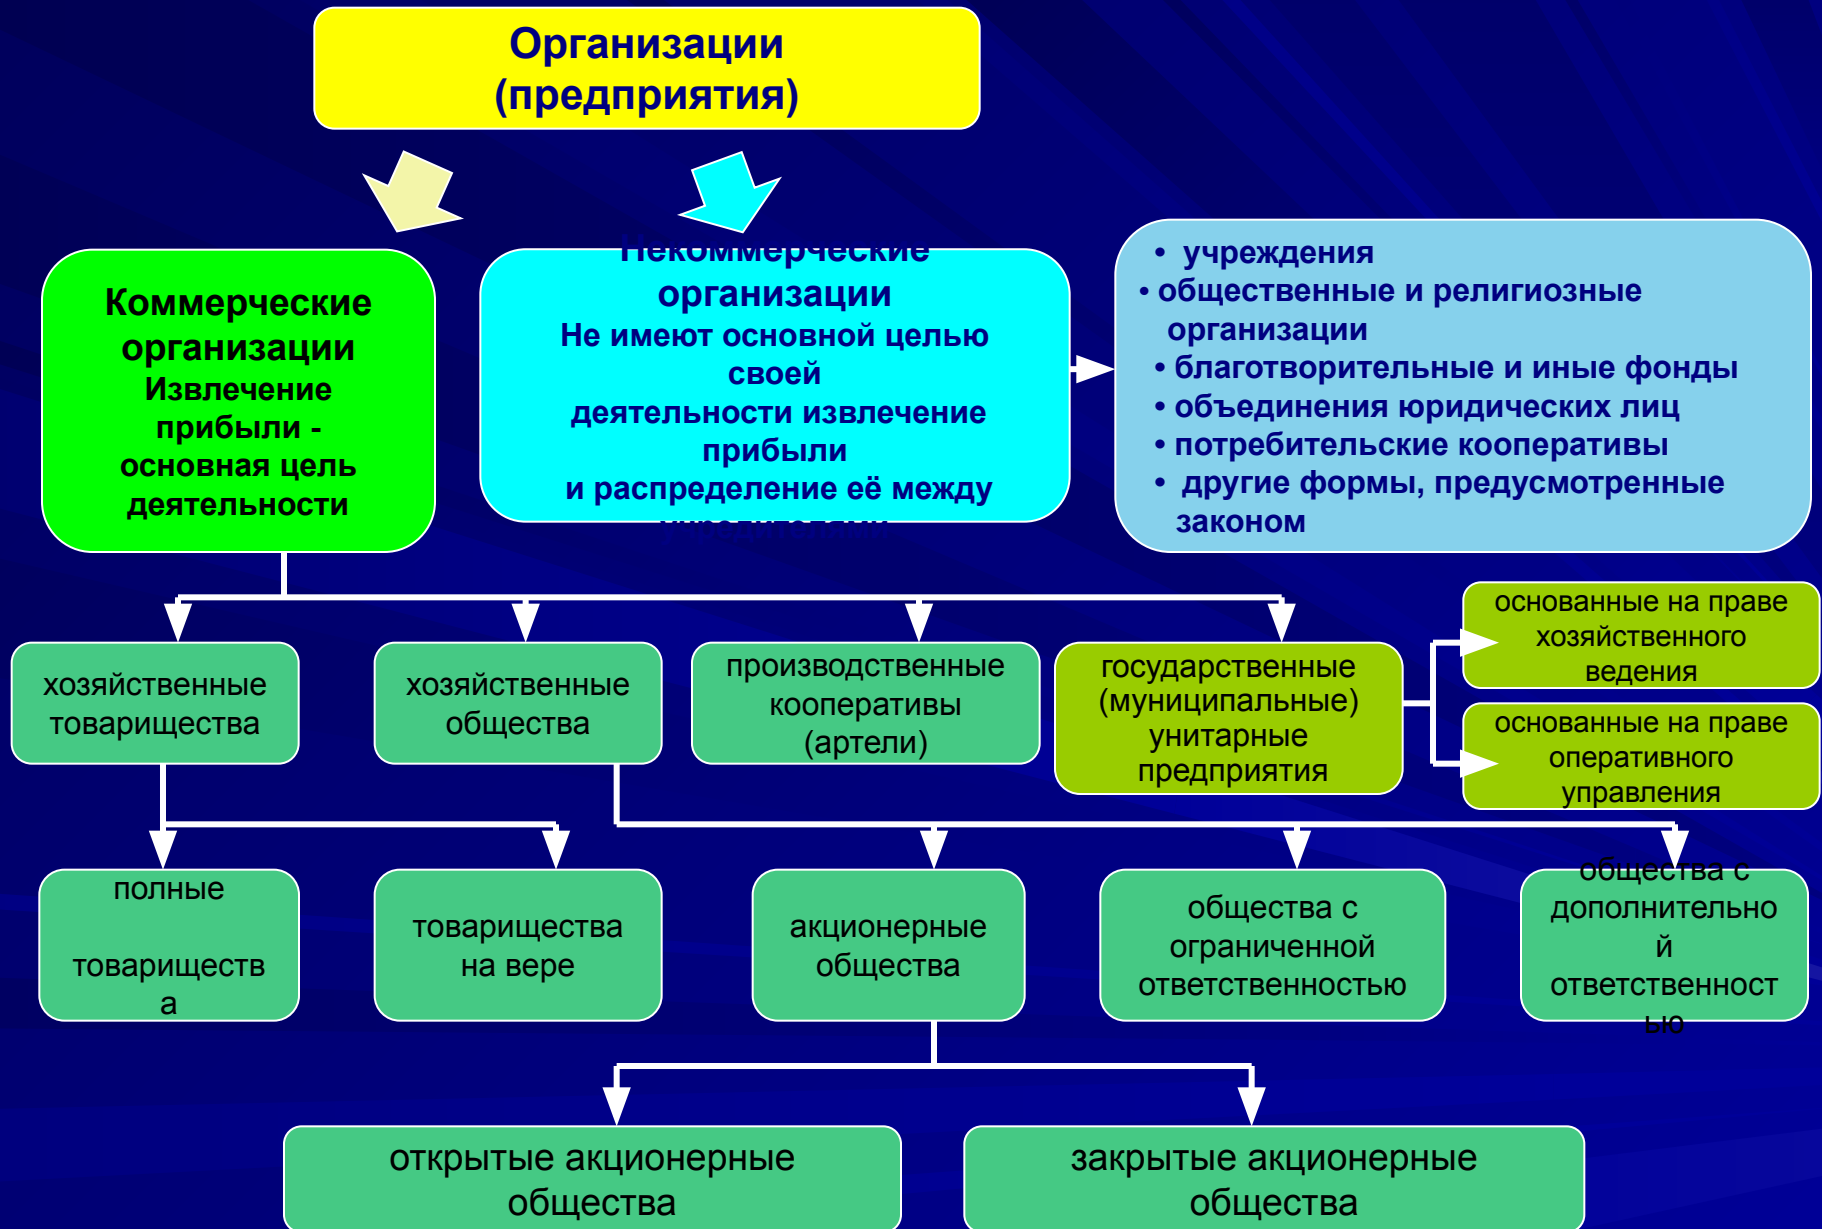 Организации
(предприятия)
Коммерческие
организации
Извлечение
прибыли -
основная цель
деятельности
Некоммерческие
организации
Не имеют основной целью
своей
деятельности извлечение
прибыли
и распределение её между
учредителями
• учреждения
• общественные и религиозные
организации
• благотворительные и иные фонды
• объединения юридических лиц
• потребительские кооперативы
• другие формы, предусмотренные
законом
хозяйственные
товарищества
хозяйственные
общества
производственные
кооперативы
(артели)
государственные
(муниципальные)
унитарные
предприятия
основанные на праве
хозяйственного
ведения
основанные на праве
оперативного
управления
полные
товариществ
а
товарищества
на вере
акционерные
общества
общества с
ограниченной
ответственностью
общества с
дополнительно
й
ответственност
ью
открытые акционерные
общества
закрытые акционерные
общества